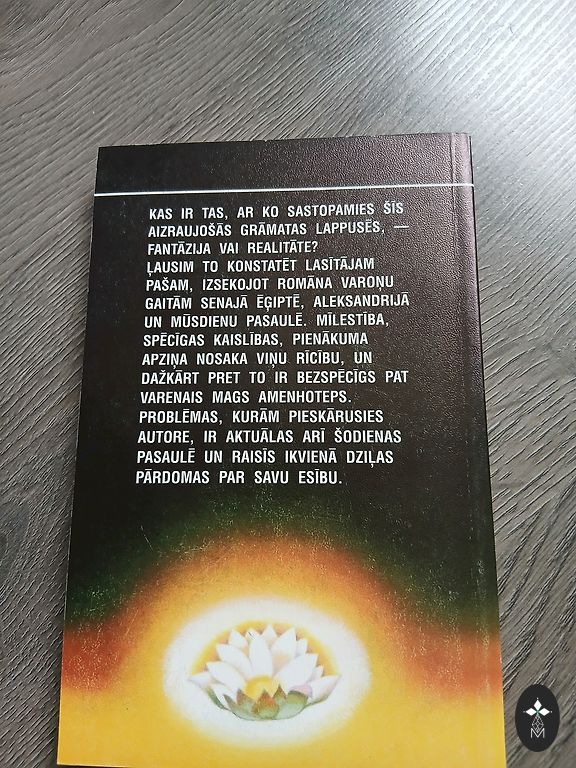 KAS IR TAS, AR KO SASTOPAMIES ŠĪS
AIZRAUJOŠĀS GRĀMATAS LAPPUSĒS, —
FANTĀZIJA VAI REALITĀTE?
ĻAUSIM TO KONSTATĒT LASĪTĀJAM
PAŠAM, IZSEKOJOT ROMĀNA VAROŅU
GAITĀM SENAJĀ ĒĢIPTĒ, ALEKSANDRIJĀ
UN MŪSDIENU PASAULĒ. MĪLESTĪBA,
SPĒCĪGAS KAISLĪBAS, PIENĀKUMA
APZIŅA NOSAKA VIŅU RĪCĪBU, UN
DAŽKĀRT PRET TO IR BEZSPĒCĪGS PAT
VARENAIS MAGS AMENHOTEPS.
PROBLĒMAS, KURĀM PIESKĀRUSIES
AUTORE, IR AKTUĀLAS ARĪ ŠODIENAS
PASAULĒ UN RAISĪS IKVIENĀ DZIĻAS
PĀRDOMAS PAR SAVU ESĪBU.